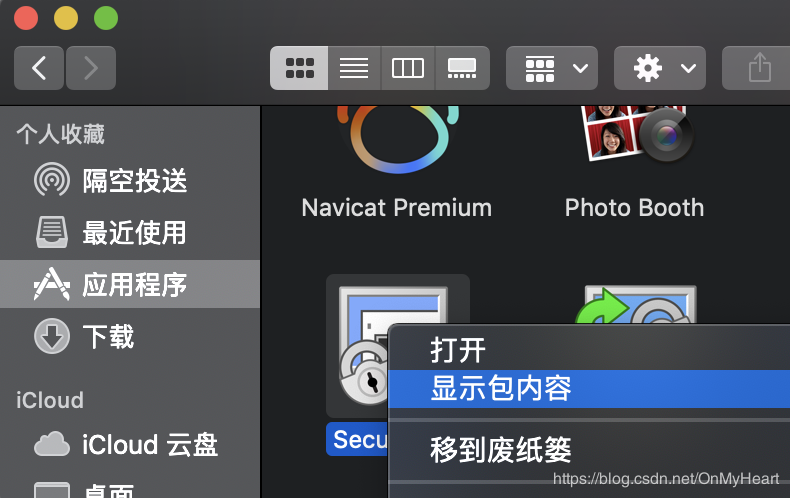 个人收藏
隔空投送
最近使用
应用程序
下载
iCloud
iCloud 云盘
桌面
Navicat Premium
Photo Booth
Secu
打开
显示包内容
移到废纸篓
https://blog.csdn.net/OnMyHeart